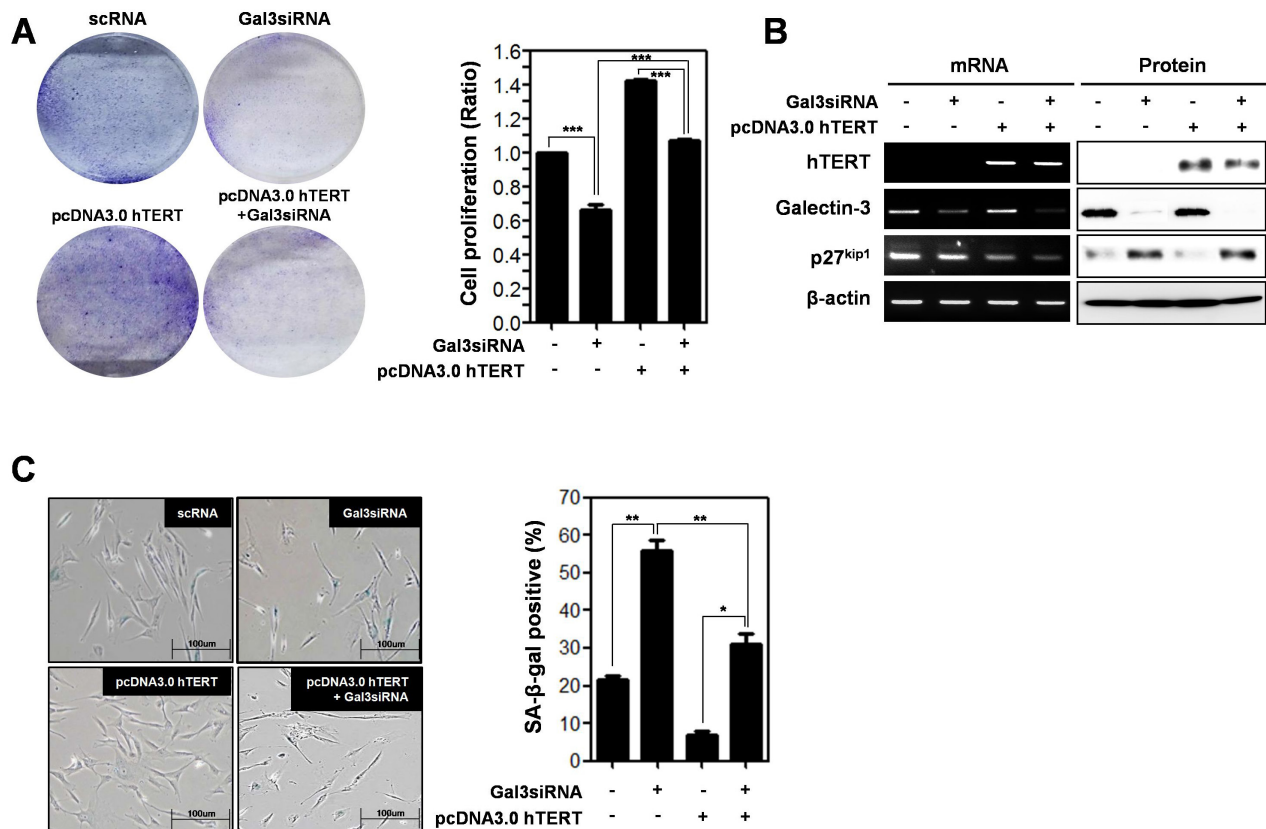 A
scRNA
Gal3siRNA
pcDNA3.0 hTERT
pcDNA3.0 hTERT
+Gal3siRNA
Cell proliferation (Ratio)
1.6
1.4
1.2
1.0
0.8
0.6
0.4
0.2
0.0
***
***
***
Gal3siRNA - + - +
pcDNA3.0 hTERT - - + +
B
mRNA Protein
Gal3siRNA - + - + - + - +
pcDNA3.0 hTERT - - + + - - + +
hTERT
Galectin-3
p27kip1
β-actin
C
scRNA
100um
Gal3siRNA
100um
pcDNA3.0 hTERT
100um
pcDNA3.0 hTERT
+ Gal3siRNA
100um
SA-β-gal positive (%)
70
60
50
40
30
20
10
0
**
**
*
Gal3siRNA - + - +
pcDNA3.0 hTERT - - + +